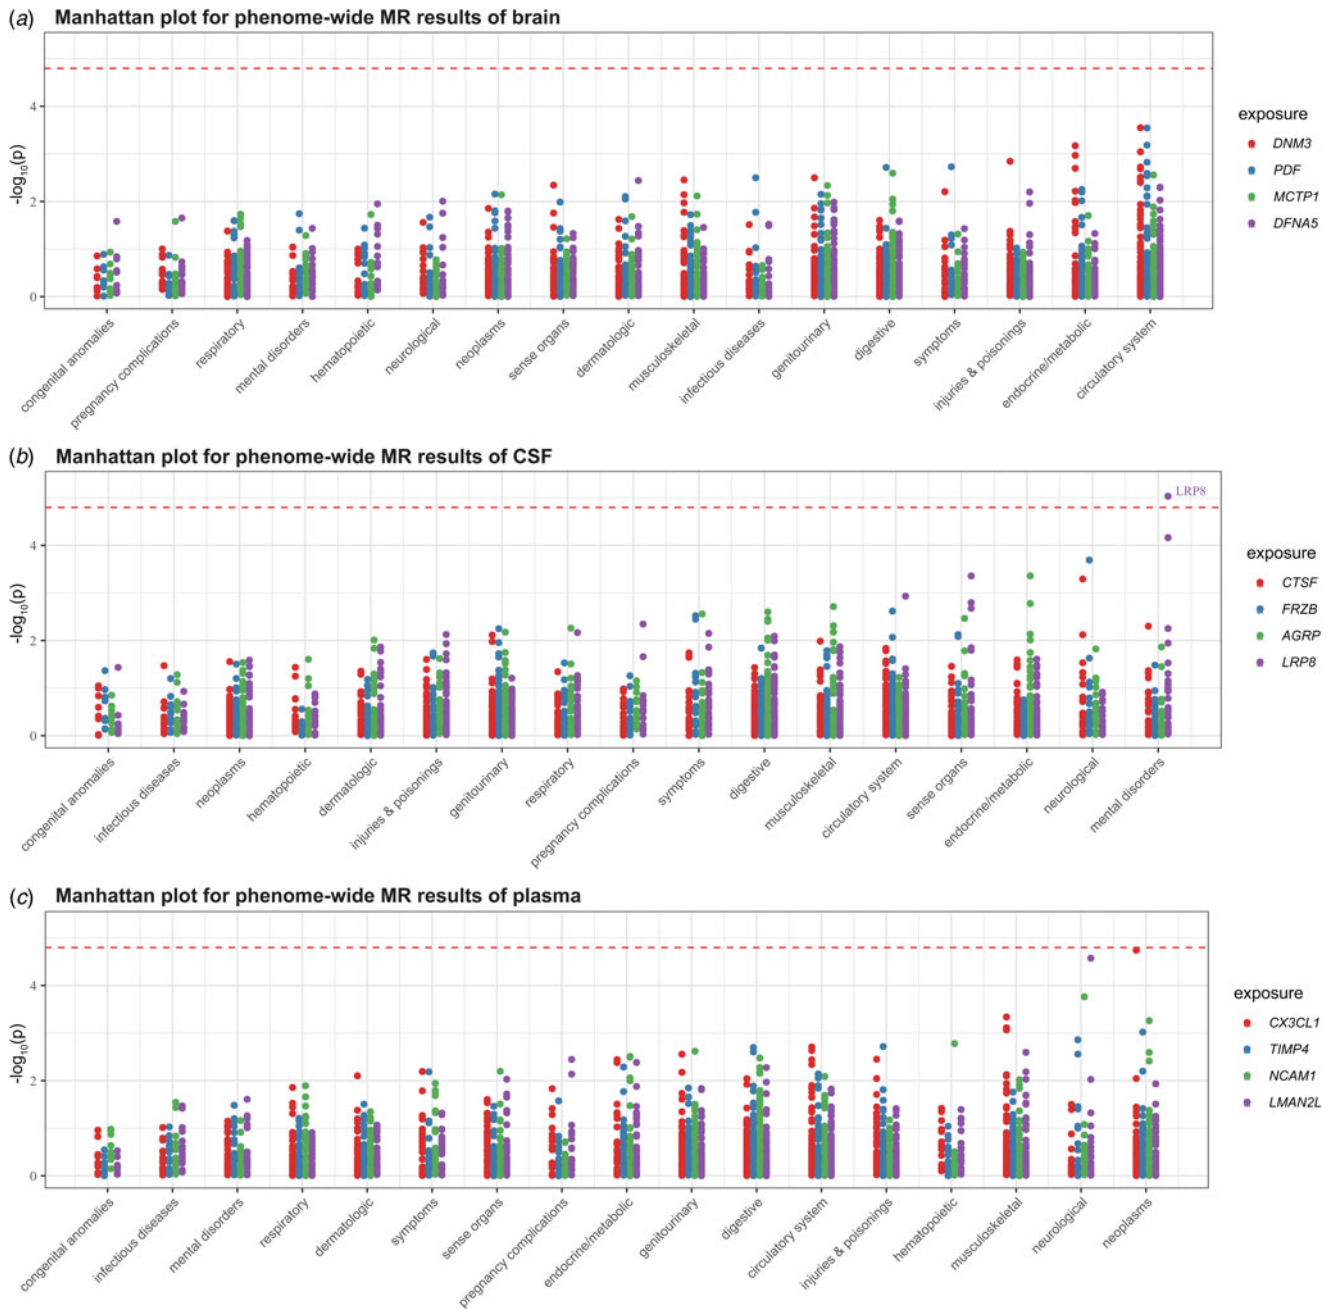 (a) Manhattan plot for phenome-wide MR results of brain
-log10(p)
4
2
0
congenital anomalies
pregnancy complications
respiratory
mental disorders
hematopoietic
neurological
neoplasms
sense organs
dermatologic
musculoskeletal
infectious diseases
genitourinary
digestive
symptoms
injuries & poisonings
endocrine/metabolic
circulatory system
exposure
DNM3
PDF
MCTP1
DFNA5
(b) Manhattan plot for phenome-wide MR results of CSF
-log10(p)
4
2
0
LRP8
congenital anomalies
infectious diseases
neoplasms
hematopoietic
dermatologic
injuries & poisonings
genitourinary
respiratory
pregnancy complications
symptoms
digestive
musculoskeletal
circulatory system
sense organs
endocrine/metabolic
neurological
mental disorders
exposure
CTSF
FRZB
AGRP
LRP8
(c) Manhattan plot for phenome-wide MR results of plasma
-log10(p)
4
2
0
congenital anomalies
infectious diseases
mental disorders
respiratory
dermatologic
symptoms
sense organs
pregnancy complications
endocrine/metabolic
genitourinary
digestive
circulatory system
injuries & poisonings
hematopoietic
musculoskeletal
neurological
neoplasms
exposure
CX3CL1
TIMP4
NCAM1
LMAN2L